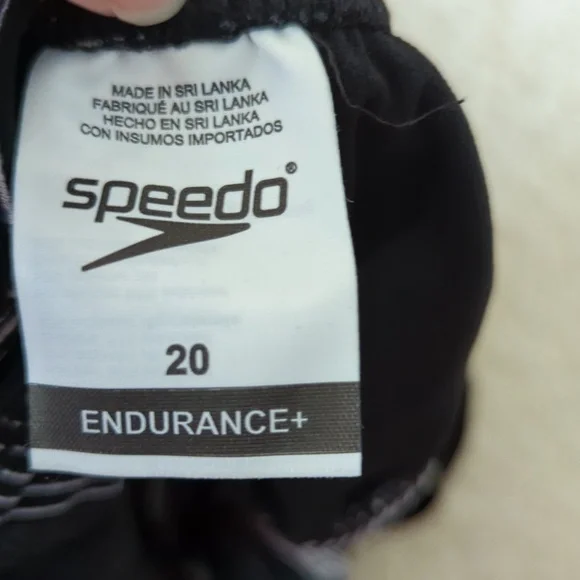 MADE IN SRI LANKA
FABRIQUÉ AU SRI LANKA
HECHO EN SRI LANKA
CON INSUMOS IMPORTADOS
speedo®
20
ENDURANCE+